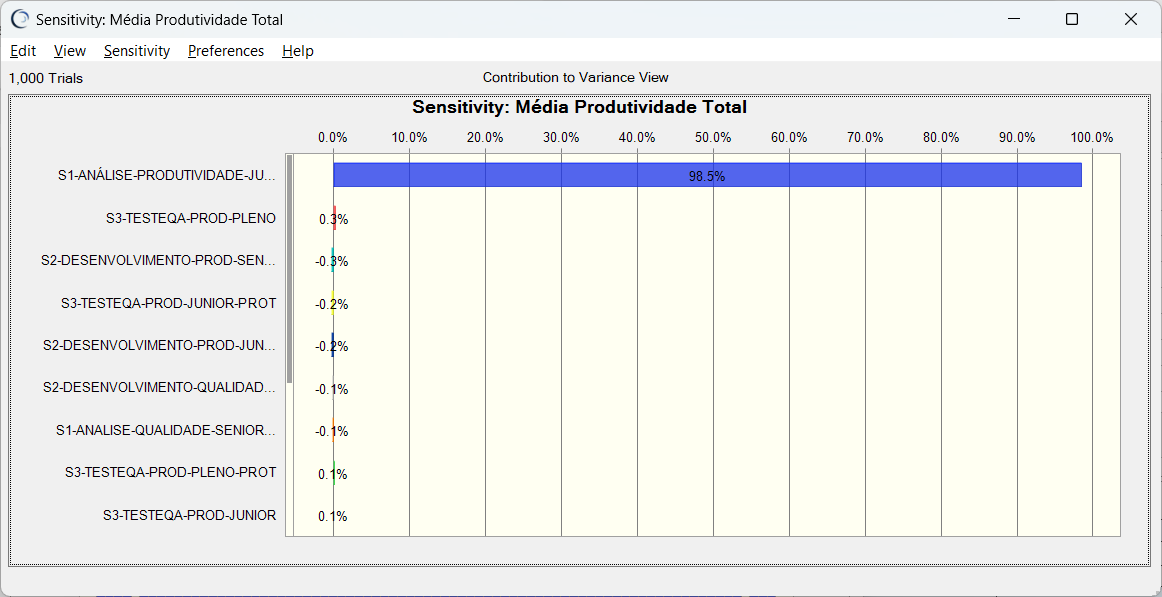 Sensitivity: Média Produtividade Total
Edit View Sensitivity Preferences Help
1,000 Trials
Contribution to Variance View
Sensitivity: Média Produtividade Total
0.0% 10.0% 20.0% 30.0% 40.0% 50.0% 60.0% 70.0% 80.0% 90.0% 100.0%
S1-ANÁLISE-PRODUTIVIDADE-JU... 98.5%
S3-TESTEQA-PROD-PLENO 0.3%
S2-DESENVOLVIMENTO-PROD-SEN... -0.3%
S3-TESTEQA-PROD-JUNIOR-PROT -0.2%
S2-DESENVOLVIMENTO-PROD-JUN... -0.2%
S2-DESENVOLVIMENTO-QUALIDAD... -0.1%
S1-ANALISE-QUALIDADE-SENIOR... -0.1%
S3-TESTEQA-PROD-PLENO-PROT 0.1%
S3-TESTEQA-PROD-JUNIOR 0.1%